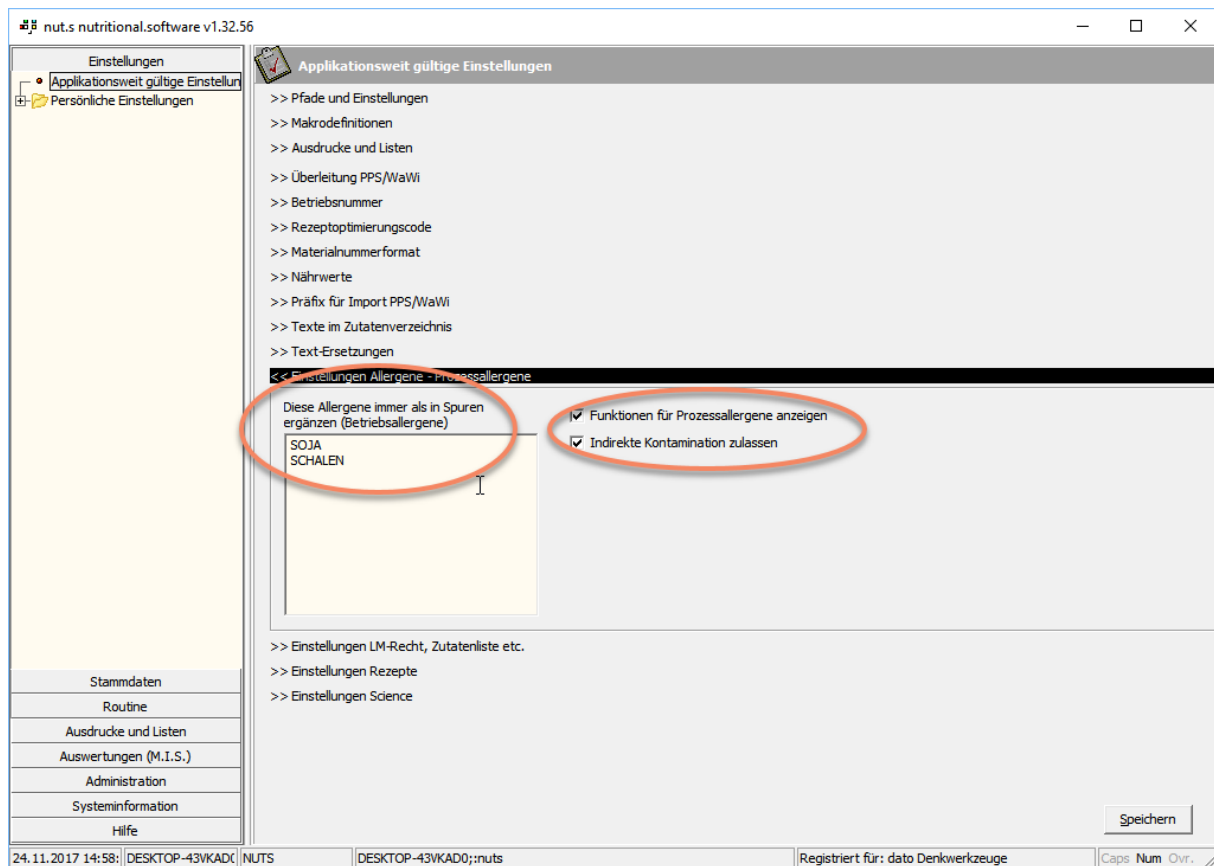 nut.s nutritional.software v1.32.56
Einstellungen
Applikationsweit gültige Einstellun
Persönliche Einstellungen
Stammdaten
Routine
Ausdrucke und Listen
Auswertungen (M.I.S.)
Administration
Systeminformation
Hilfe
Applikationsweit gültige Einstellungen
>> Pfade und Einstellungen
>> Makrodefinitionen
>> Ausdrucke und Listen
>> Überleitung PPS/WaWi
>> Betriebsnummer
>> Rezeptoptimierungscode
>> Materialnummerformat
>> Nährwerte
>> Präfix für Import PPS/WaWi
>> Texte im Zutatenverzeichnis
>> Text-Ersetzungen
<< Einstellungen Allergene - Prozessallergene
Diese Allergene immer als in Spuren
ergänzen (Betriebsallergene)
SOJA
SCHALEN
Funktionen für Prozessallergene anzeigen
Indirekte Kontamination zulassen
>> Einstellungen LM-Recht, Zutatenliste etc.
>> Einstellungen Rezepte
>> Einstellungen Science
Speichern
24.11.2017 14:58: DESKTOP-43VKAD( NUTS DESKTOP-43VKAD0;:nuts Registriert für: dato Denkwerkzeuge Caps Num Ovr.